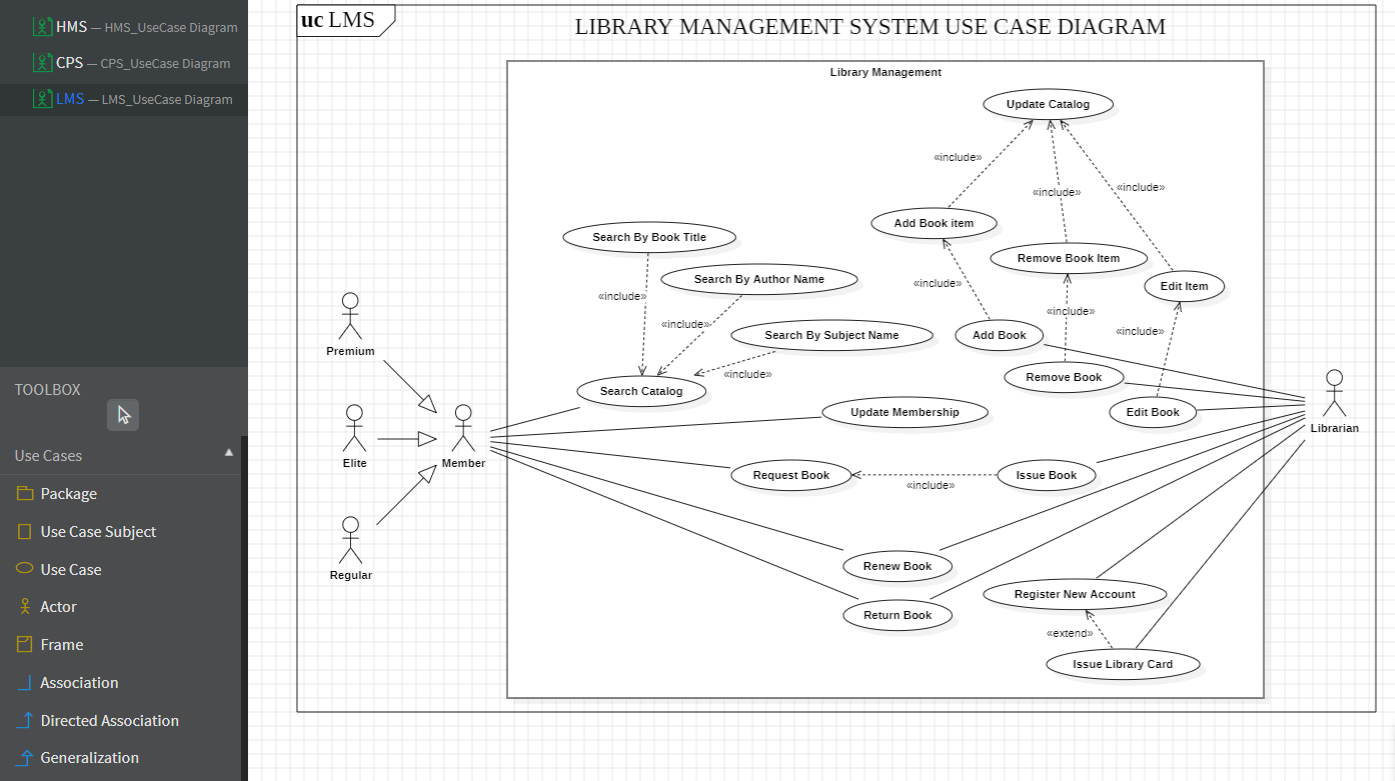 HMS — HMS_UseCase Diagram
CPS — CPS_UseCase Diagram
LMS — LMS_UseCase Diagram
TOOLBOX
Use Cases
Package
Use Case Subject
Use Case
Actor
Frame
Association
Directed Association
Generalization
uc LMS
LIBRARY MANAGEMENT SYSTEM USE CASE DIAGRAM
Library Management
Update Catalog
«include»
«include»
«include»
Add Book item
Search By Book Title
Remove Book Item
Search By Author Name
«include»
Edit Item
«include»
«include»
«include»
«include»
Search By Subject Name
Add Book
«include»
Remove Book
Search Catalog
Update Membership
Edit Book
Request Book
«include»
Issue Book
Renew Book
Register New Account
Return Book
«extend»
Issue Library Card
Premium
Elite
Member
Regular
Librarian